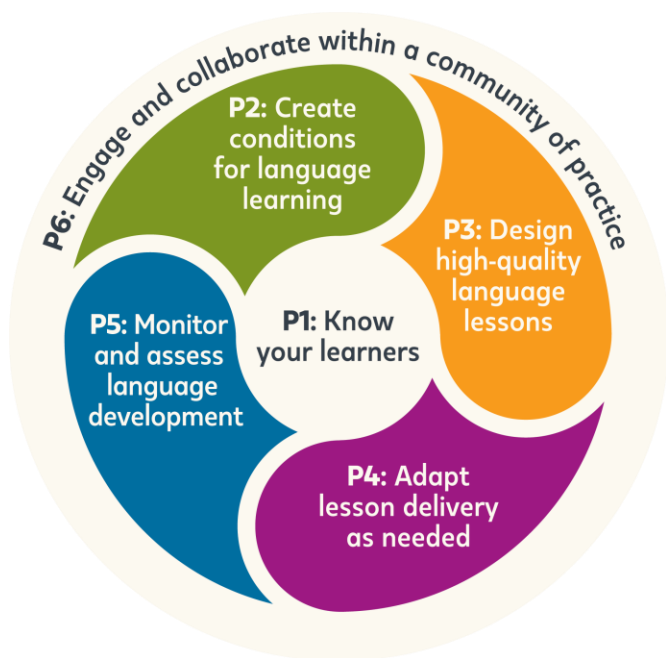 P6: Engage and collaborate within a community of practice
P2: Create
conditions
for language
learning
P3: Design
high-quality
language
lessons
P1: Know
your learners
P5: Monitor
and assess
language
development
P4: Adapt
lesson delivery
as needed